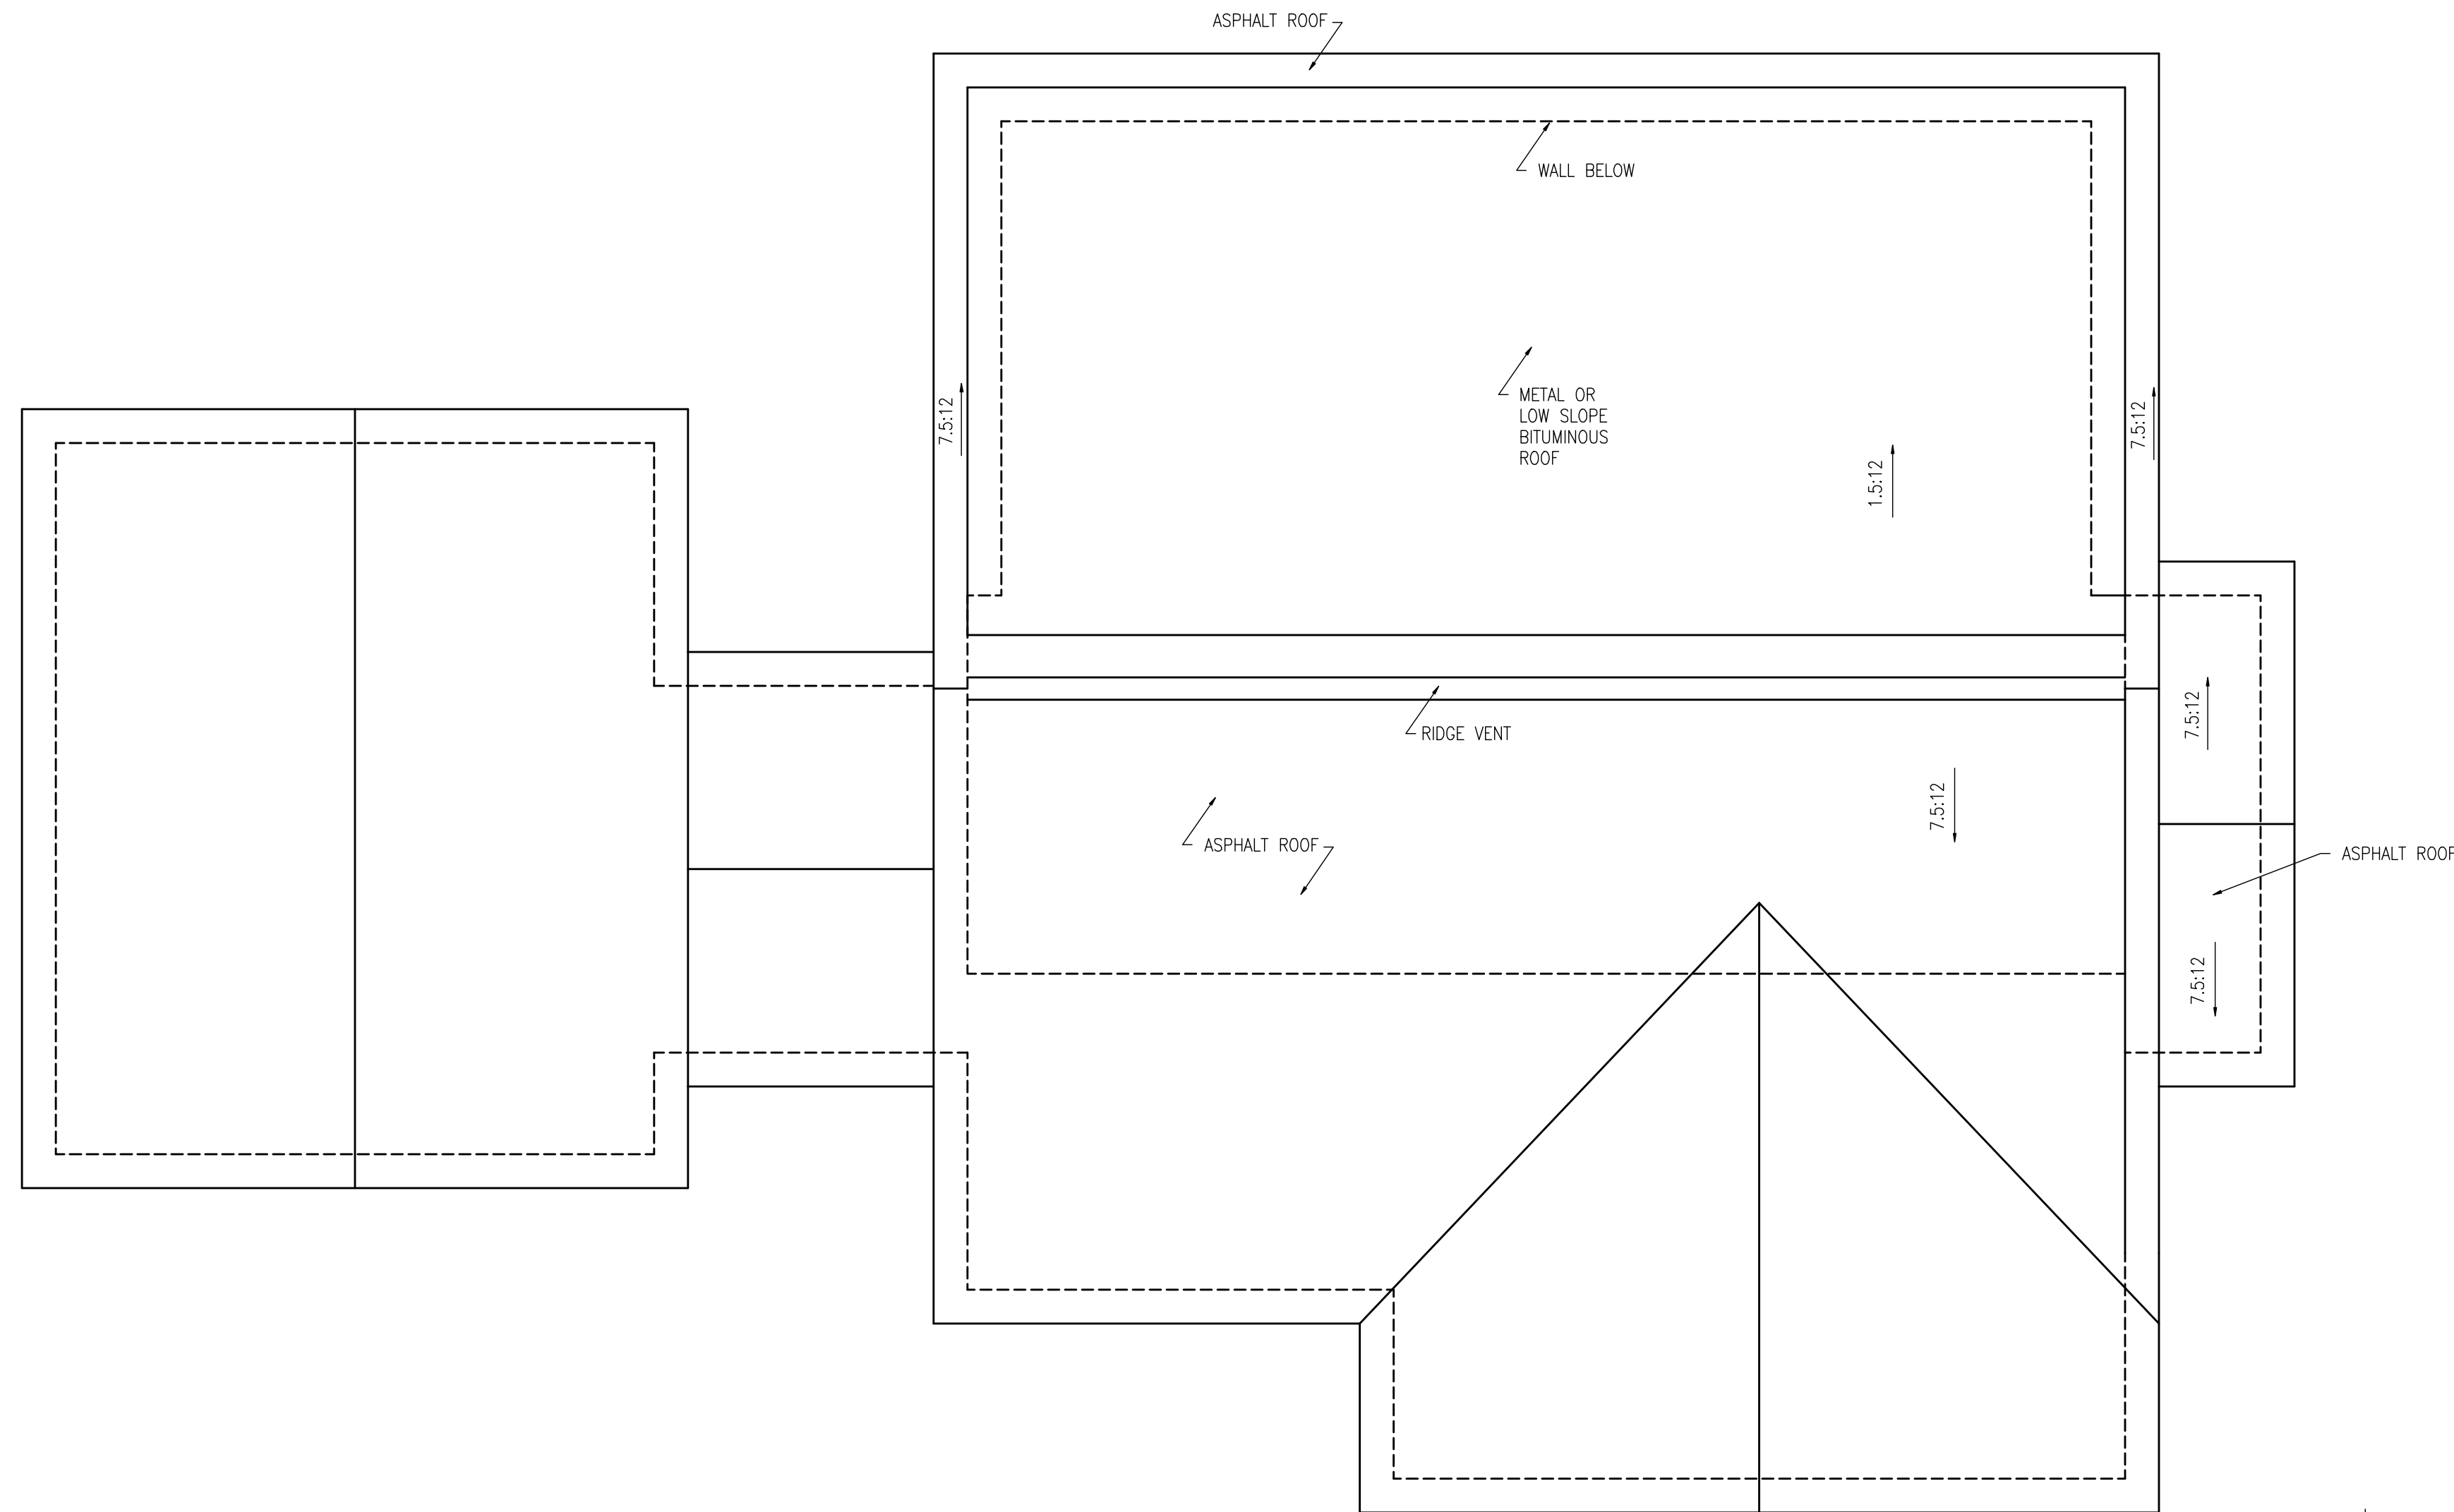 ASPHALT ROOF
WALL BELOW
METAL OR
LOW SLOPE
BITUMINOUS
ROOF
7.5:12
7.5:12
1.5:12
7.5:12
RIDGE VENT
7.5:12
ASPHALT ROOF
ASPHALT ROOF
7.5:12